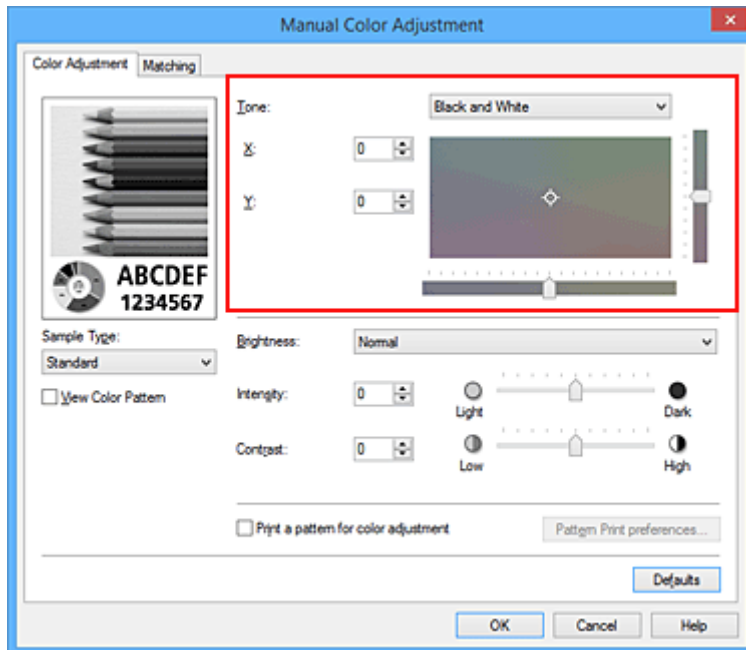 Manual Color Adjustment
Color Adjustment Matching
Tone: Black and White
X: 0
Y: 0
ABCDEF
1234567
Sample Type:
Standard
View Color Pattern
Brightness: Normal
Intensity: 0 Light Dark
Contrast: 0 Low High
Print a pattern for color adjustment Pattern Print preferences...
Defaults
OK Cancel Help